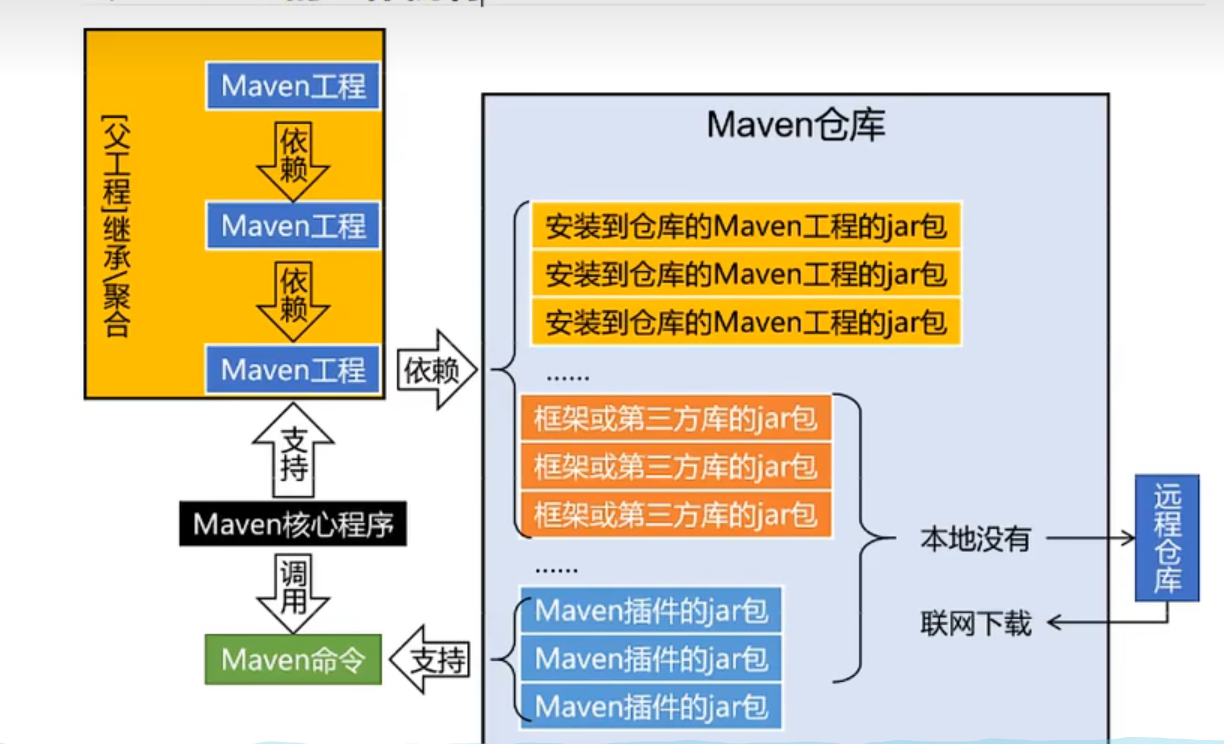 Maven工程
依赖
Maven工程
依赖
Maven工程
[父工程]继承\聚合
支持
Maven核心程序
调用
Maven命令
依赖
支持
Maven仓库
安装到仓库的Maven工程的jar包
安装到仓库的Maven工程的jar包
安装到仓库的Maven工程的jar包
......
框架或第三方库的jar包
框架或第三方库的jar包
框架或第三方库的jar包
......
Maven插件的jar包
Maven插件的jar包
Maven插件的jar包
本地没有
联网下载
远程仓库